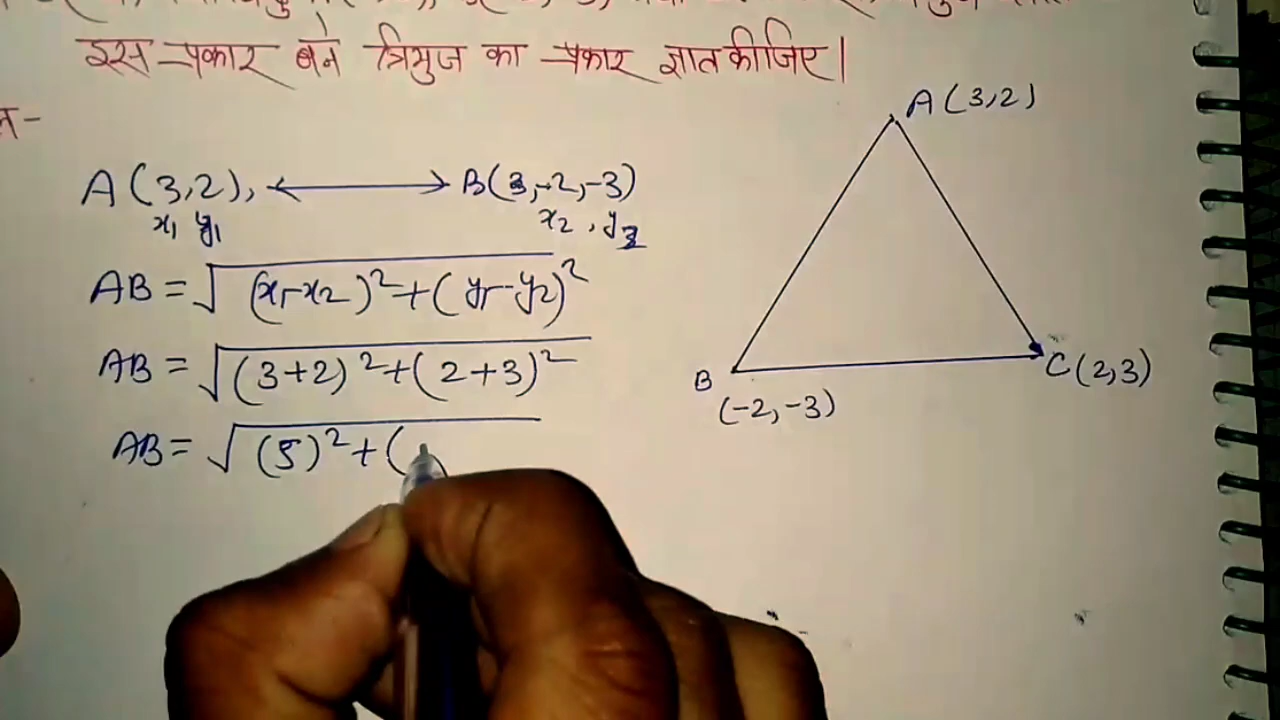 इस प्रकार बने त्रिभुज का प्रकार ज्ञात कीजिए।
A(3,2), ⟷ B(-2,-3)
x₁ y₁ x₂ , y₂
AB = √(x₁-x₂)²+(y₁-y₂)²
AB = √(3+2)²+(2+3)²
AB = √(5)²+(
A(3,2)
B
(-2,-3)
C(2,3)